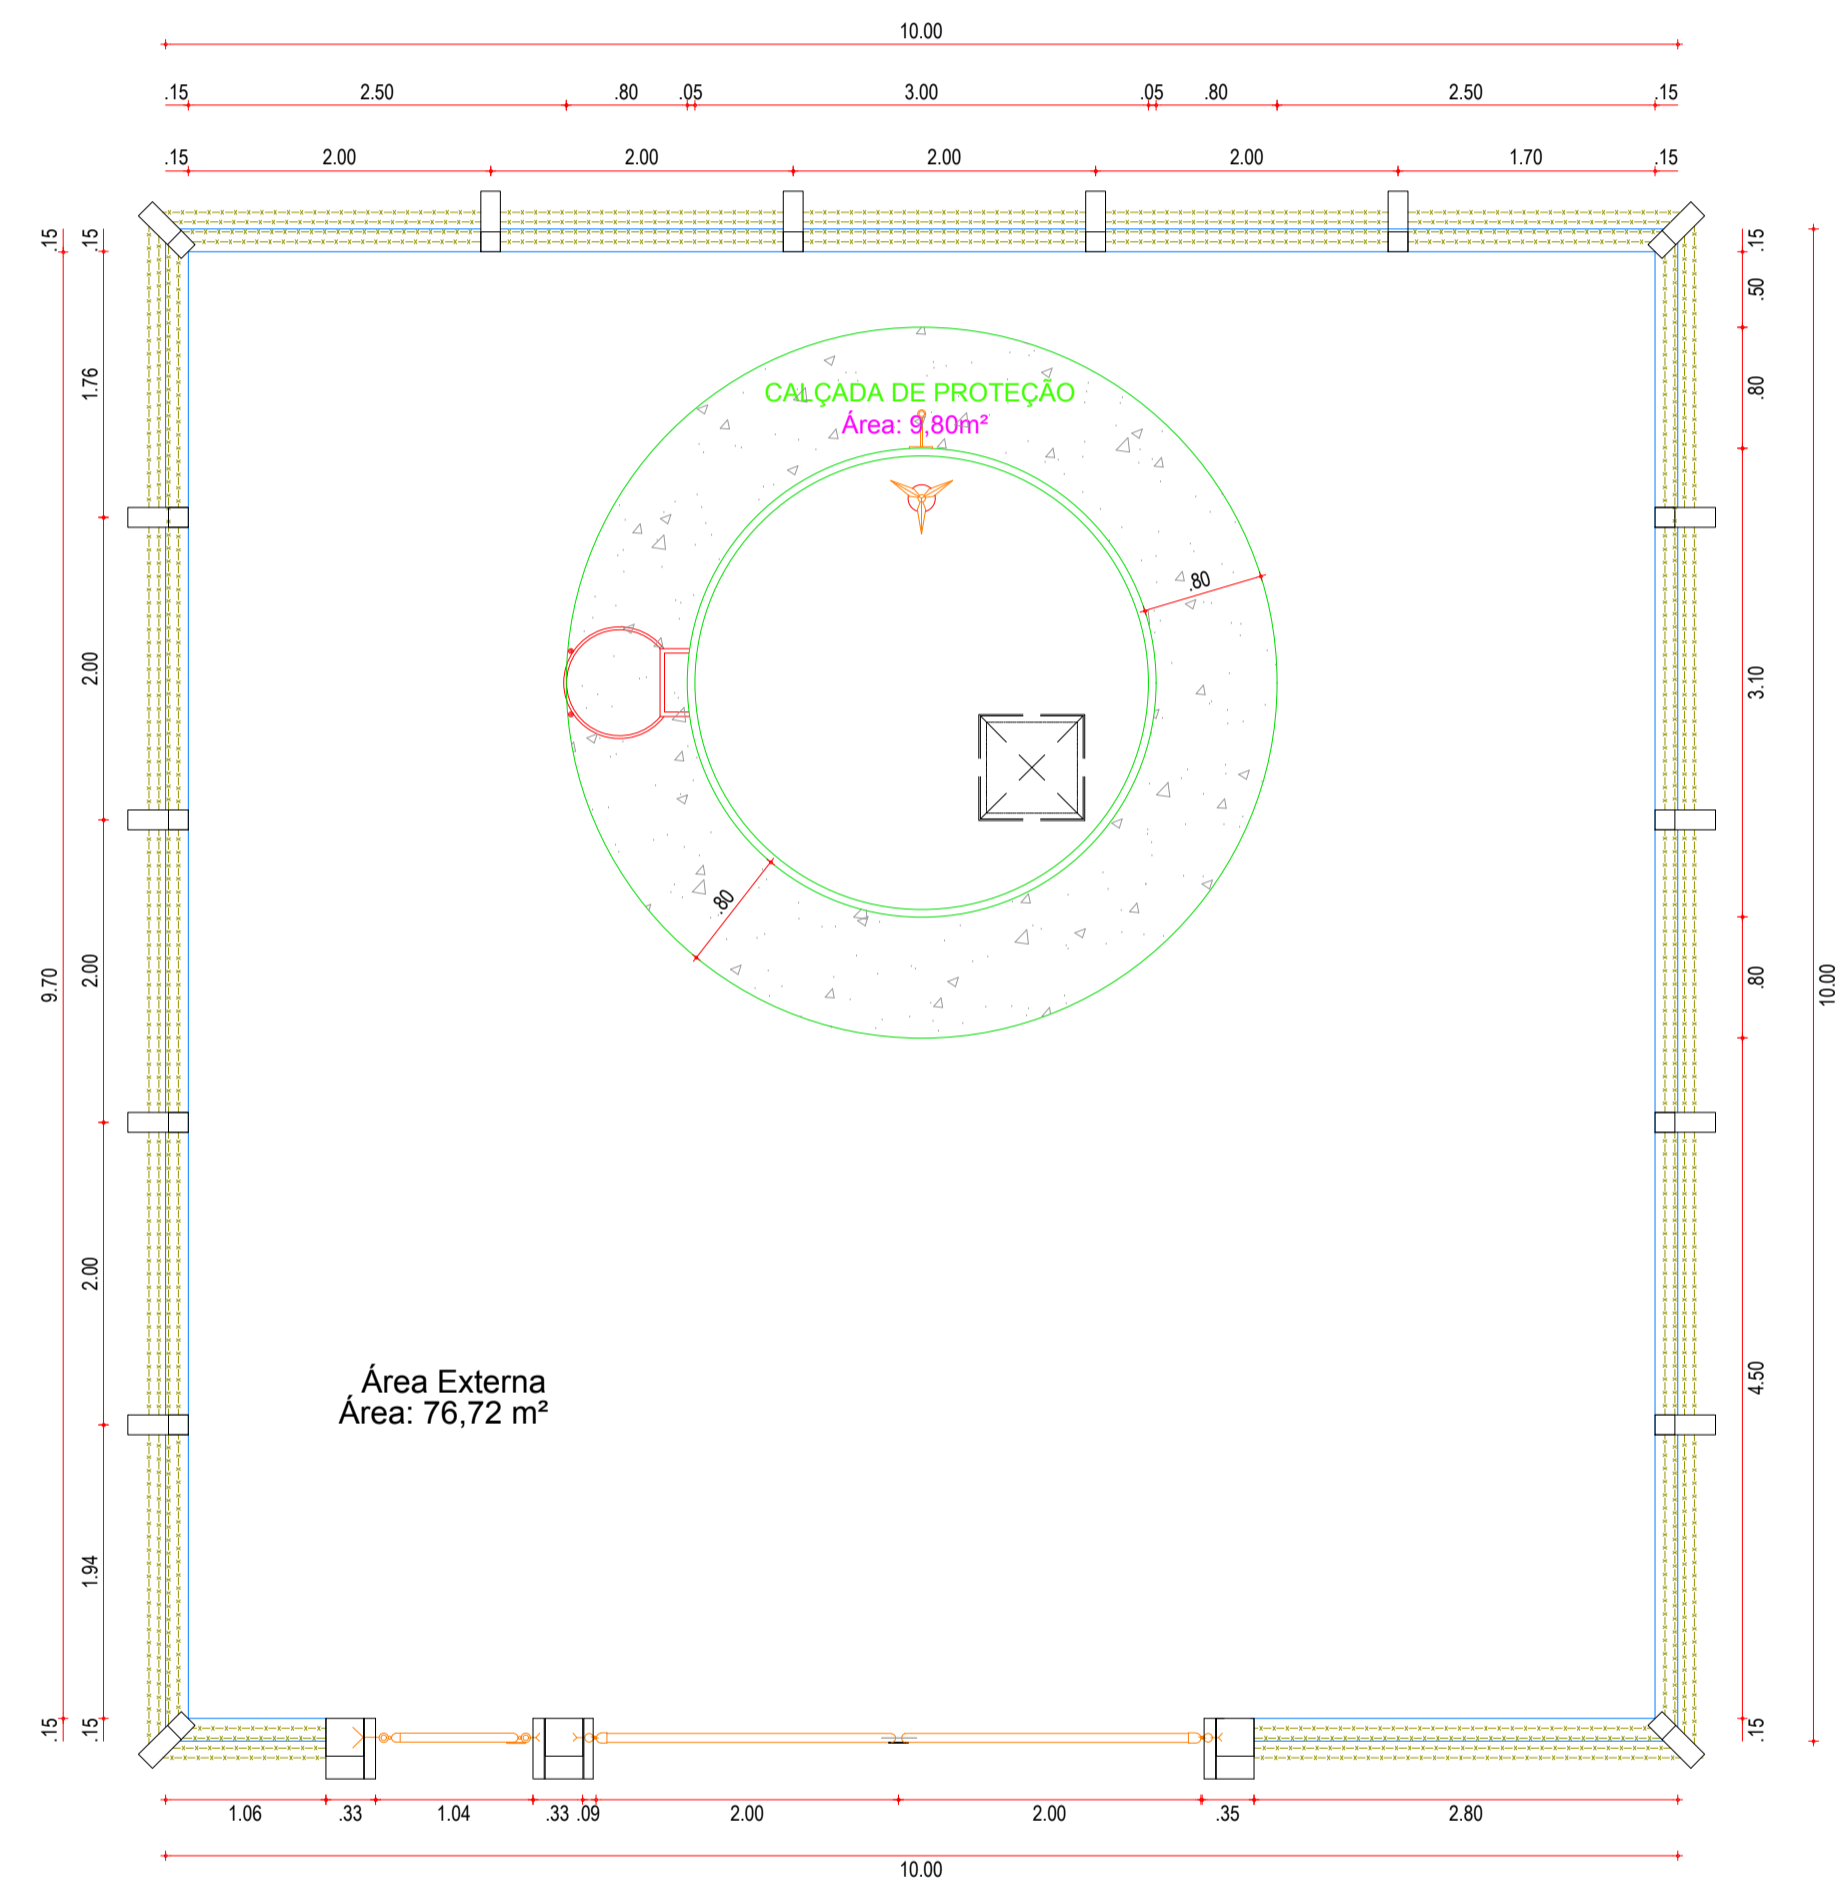 10.00
.15 2.50 .80 .05 3.00 .05 .80 2.50 .15
.15 2.00 2.00 2.00 2.00 1.70 .15
.15 9.70 .15
.15 1.76 2.00 2.00 2.00 1.94 .15
CALÇADA DE PROTEÇÃO
Área: 9,80m²
.80
.80
Área Externa
Área: 76,72 m²
.15 .50 .80 3.10 .80 4.50 .15
10.00
1.06 .33 1.04 .33 .09 2.00 2.00 .35 2.80
10.00